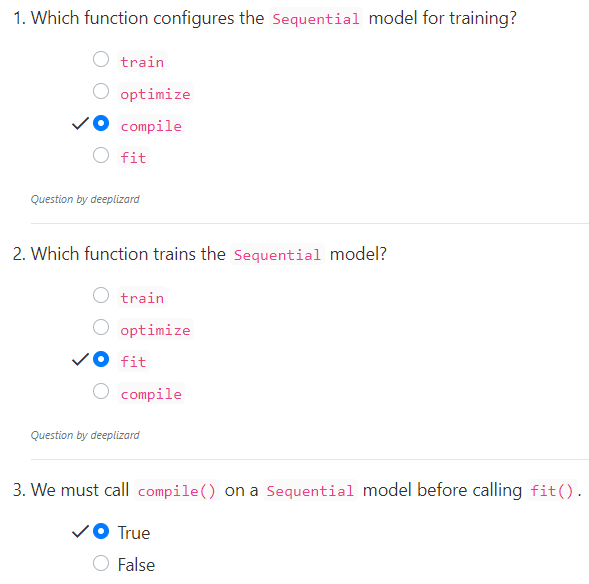 1. Which function configures the Sequential model for training?
train
optimize
compile
fit
Question by deeplizard
2. Which function trains the Sequential model?
train
optimize
fit
compile
Question by deeplizard
3. We must call compile() on a Sequential model before calling fit().
True
False